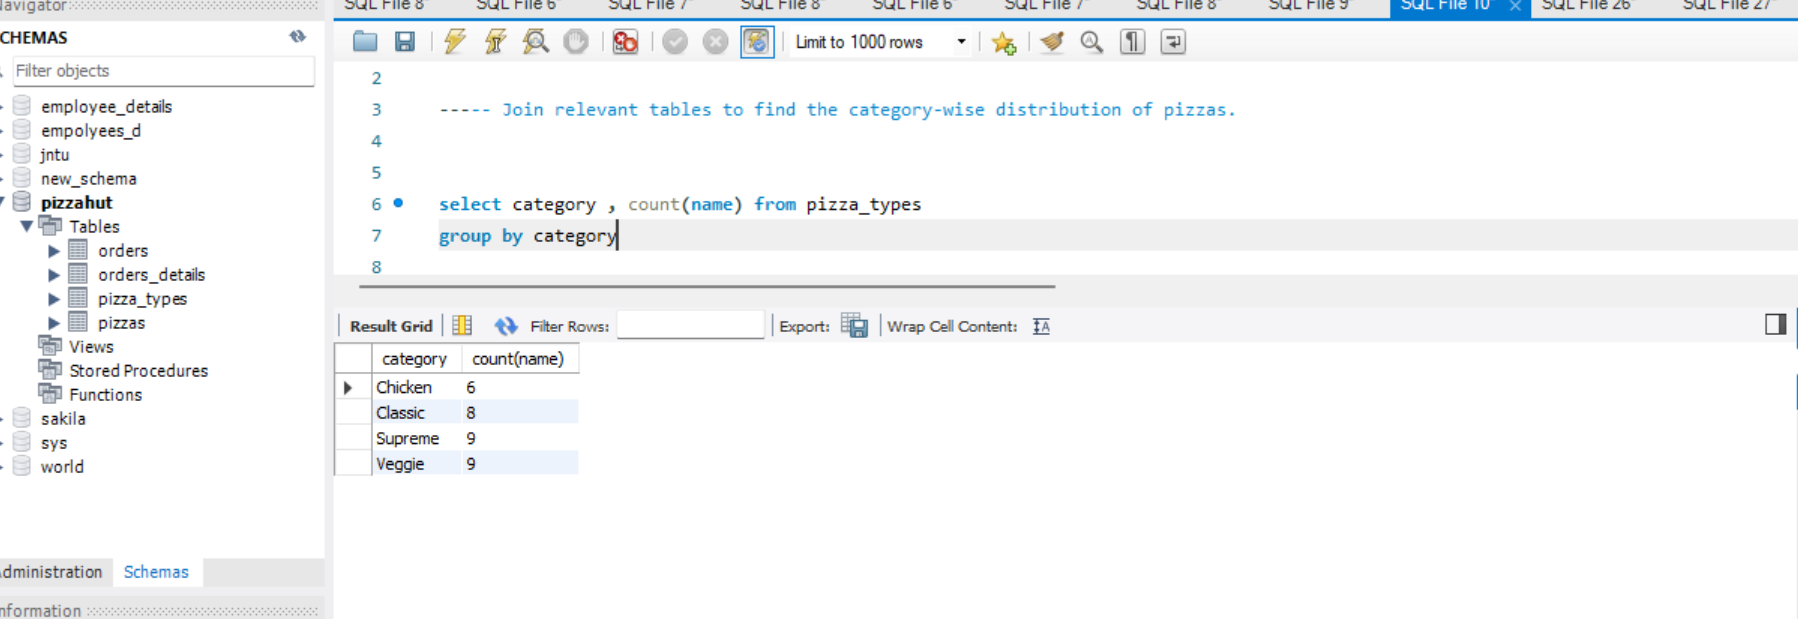 Navigator
SQL File 8* SQL File 6* SQL File 7* SQL File 8* SQL File 6* SQL File 7* SQL File 8* SQL File 9* SQL File 10* SQL File 26* SQL File 27*
SCHEMAS
Filter objects
employee_details
empolyees_d
jntu
new_schema
pizzahut
Tables
orders
orders_details
pizza_types
pizzas
Views
Stored Procedures
Functions
sakila
sys
world
Administration Schemas
Information
Limit to 1000 rows
2
3 ----- Join relevant tables to find the category-wise distribution of pizzas.
4
5
6 select category , count(name) from pizza_types
7 group by category
8
Result Grid Filter Rows: Export: Wrap Cell Content:
category count(name)
Chicken 6
Classic 8
Supreme 9
Veggie 9